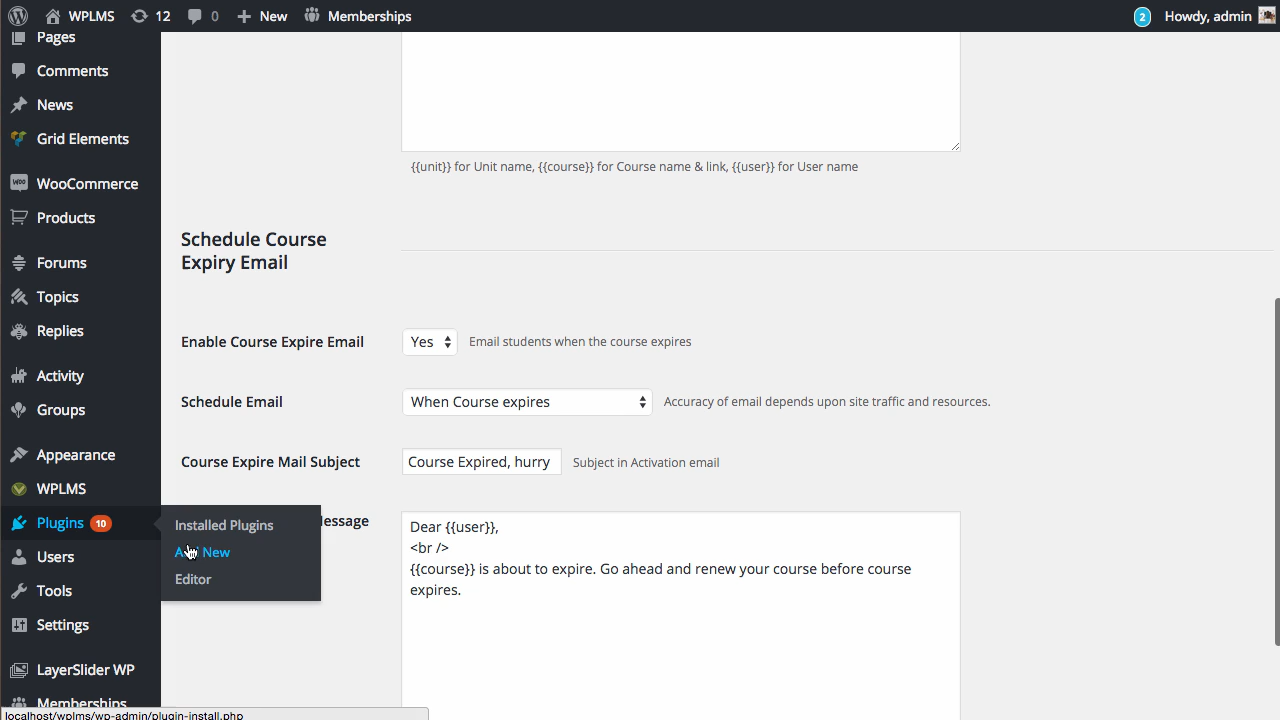 WPLMS 12 0 New Memberships 2 Howdy, admin
Pages
Comments
News
Grid Elements
WooCommerce
Products
Forums
Topics
Replies
Activity
Groups
Appearance
WPLMS
Plugins 10
Users
Tools
Settings
LayerSlider WP
Memberships
Installed Plugins
Add New
Editor
{{unit}} for Unit name, {{course}} for Course name & link, {{user}} for User name
Schedule Course
Expiry Email
Enable Course Expire Email Yes Email students when the course expires
Schedule Email When Course expires Accuracy of email depends upon site traffic and resources.
Course Expire Mail Subject Course Expired, hurry Subject in Activation email
Dear {{user}},
<br />
{{course}} is about to expire. Go ahead and renew your course before course
expires.
localhost/wplms/wp-admin/plugin-install.php